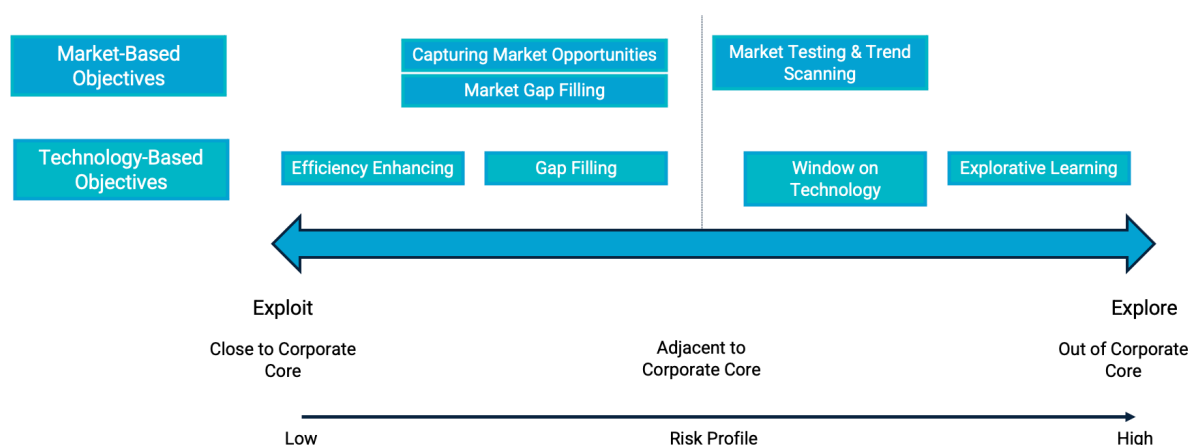 Market-Based
Objectives
Capturing Market Opportunities
Market Gap Filling
Market Testing & Trend
Scanning
Technology-Based
Objectives
Efficiency Enhancing
Gap Filling
Window on
Technology
Explorative Learning
Exploit
Explore
Close to Corporate
Core
Adjacent to
Corporate Core
Out of Corporate
Core
Low
Risk Profile
High